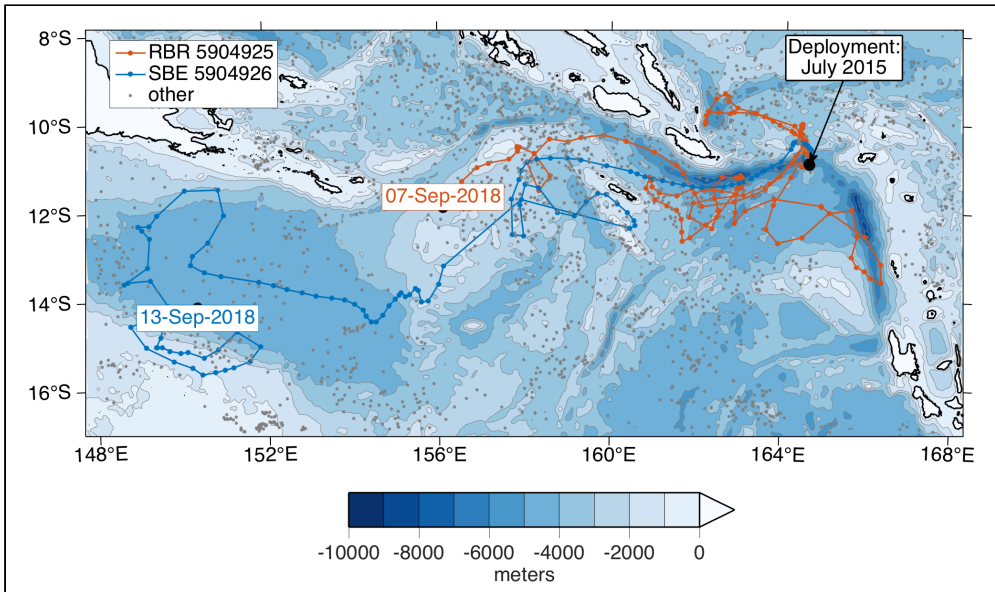 8°S
10°S
12°S
14°S
16°S
RBR 5904925
SBE 5904926
other
Deployment:
July 2015
07-Sep-2018
13-Sep-2018
148°E
152°E
156°E
160°E
164°E
168°E
-10000
-8000
-6000
-4000
-2000
0
meters